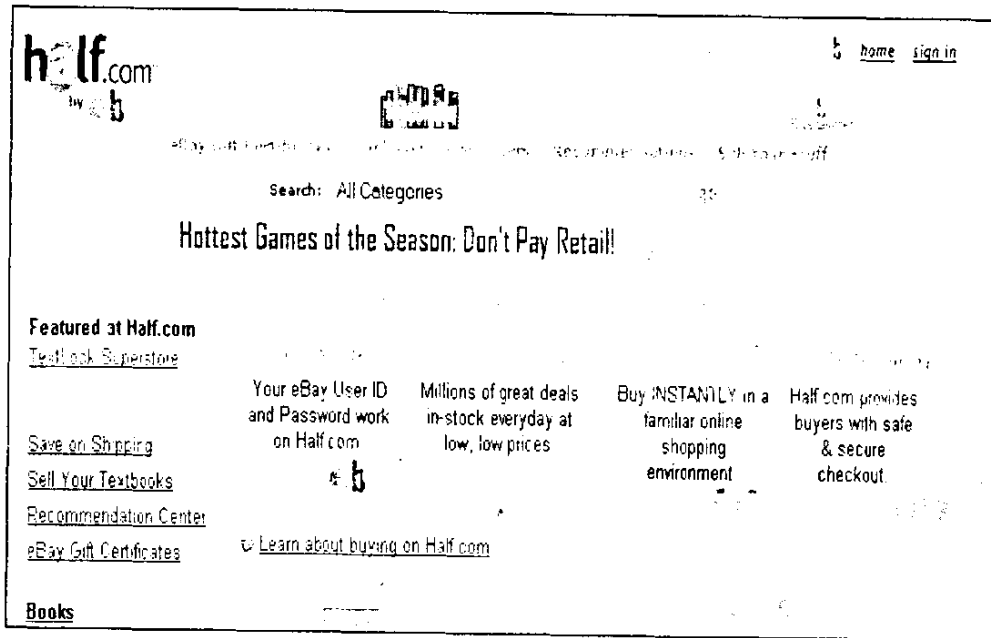 half.com
by
home sign in
Search: All Categories
Hottest Games of the Season: Don't Pay Retail!
Featured at Half.com
Textbook Superstore
Your eBay User ID
and Password work
on Half.com
Millions of great deals
in-stock everyday at
low, low prices
Buy INSTANTLY in a
familiar online
shopping
environment
Half.com provides
buyers with safe
& secure
checkout.
Save on Shipping
Sell Your Textbooks
Recommendation Center
eBay Gift Certificates
Learn about buying on Half.com
Books